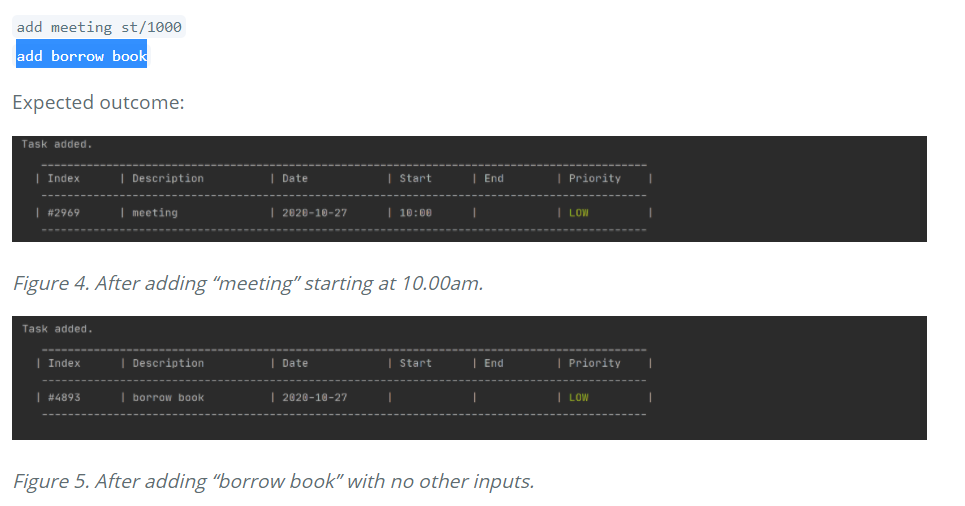 add meeting st/1000
add borrow book
Expected outcome:
Task added.
| Index | Description | Date | Start | End | Priority |
| #2969 | meeting | 2020-10-27 | 10:00 | | LOW |
Figure 4. After adding “meeting” starting at 10.00am.
Task added.
| Index | Description | Date | Start | End | Priority |
| #4893 | borrow book | 2020-10-27 | | | LOW |
Figure 5. After adding “borrow book” with no other inputs.